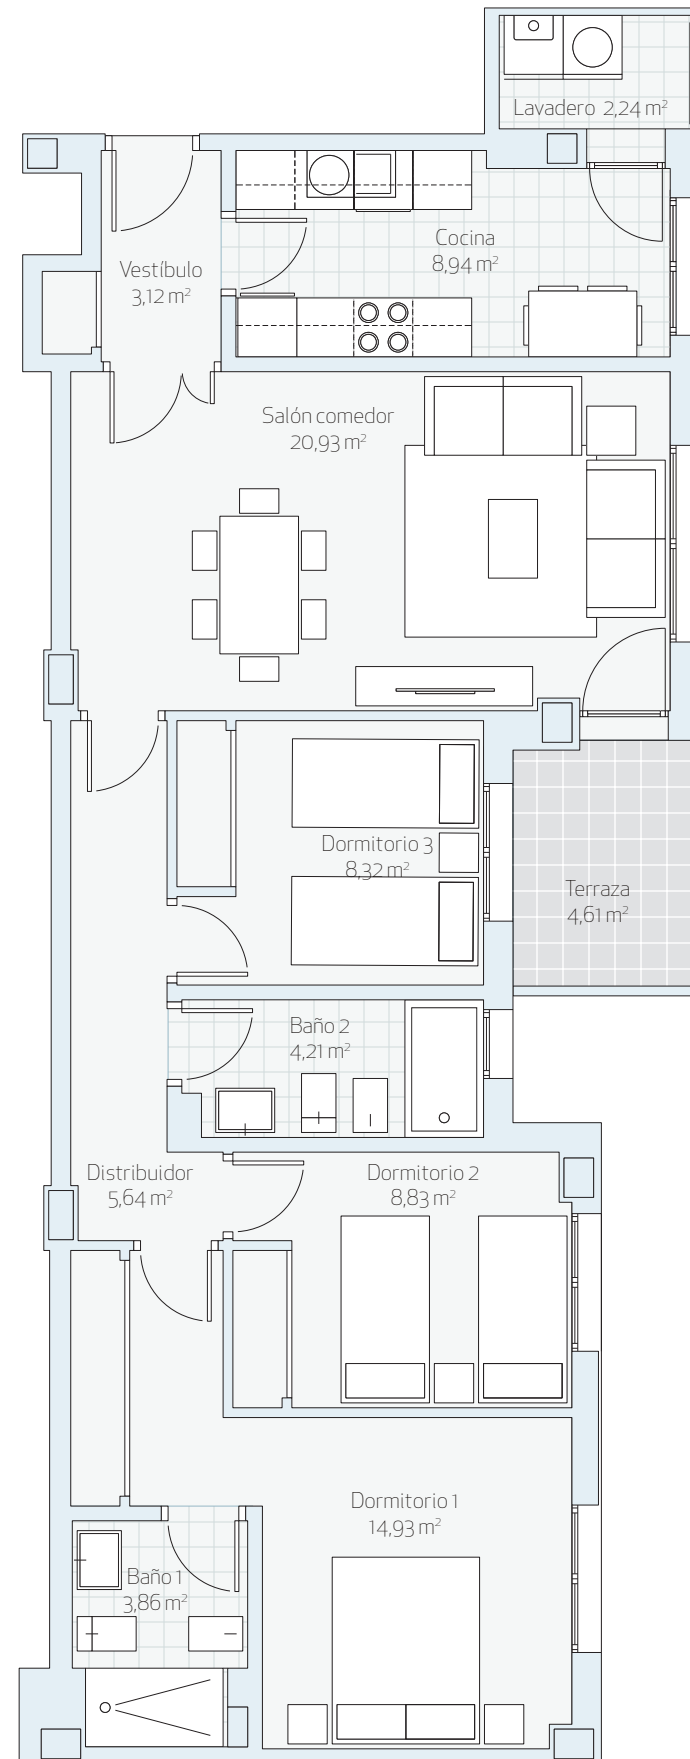 Lavadero 2,24 m²
Cocina
8,94 m²
Vestíbulo
3,12 m²
Salón comedor
20,93 m²
Dormitorio 3
8,32 m²
Terraza
4,61 m²
Baño 2
4,21 m²
Distribuidor
5,64 m²
Dormitorio 2
8,83 m²
Dormitorio 1
14,93 m²
Baño 1
3,86 m²